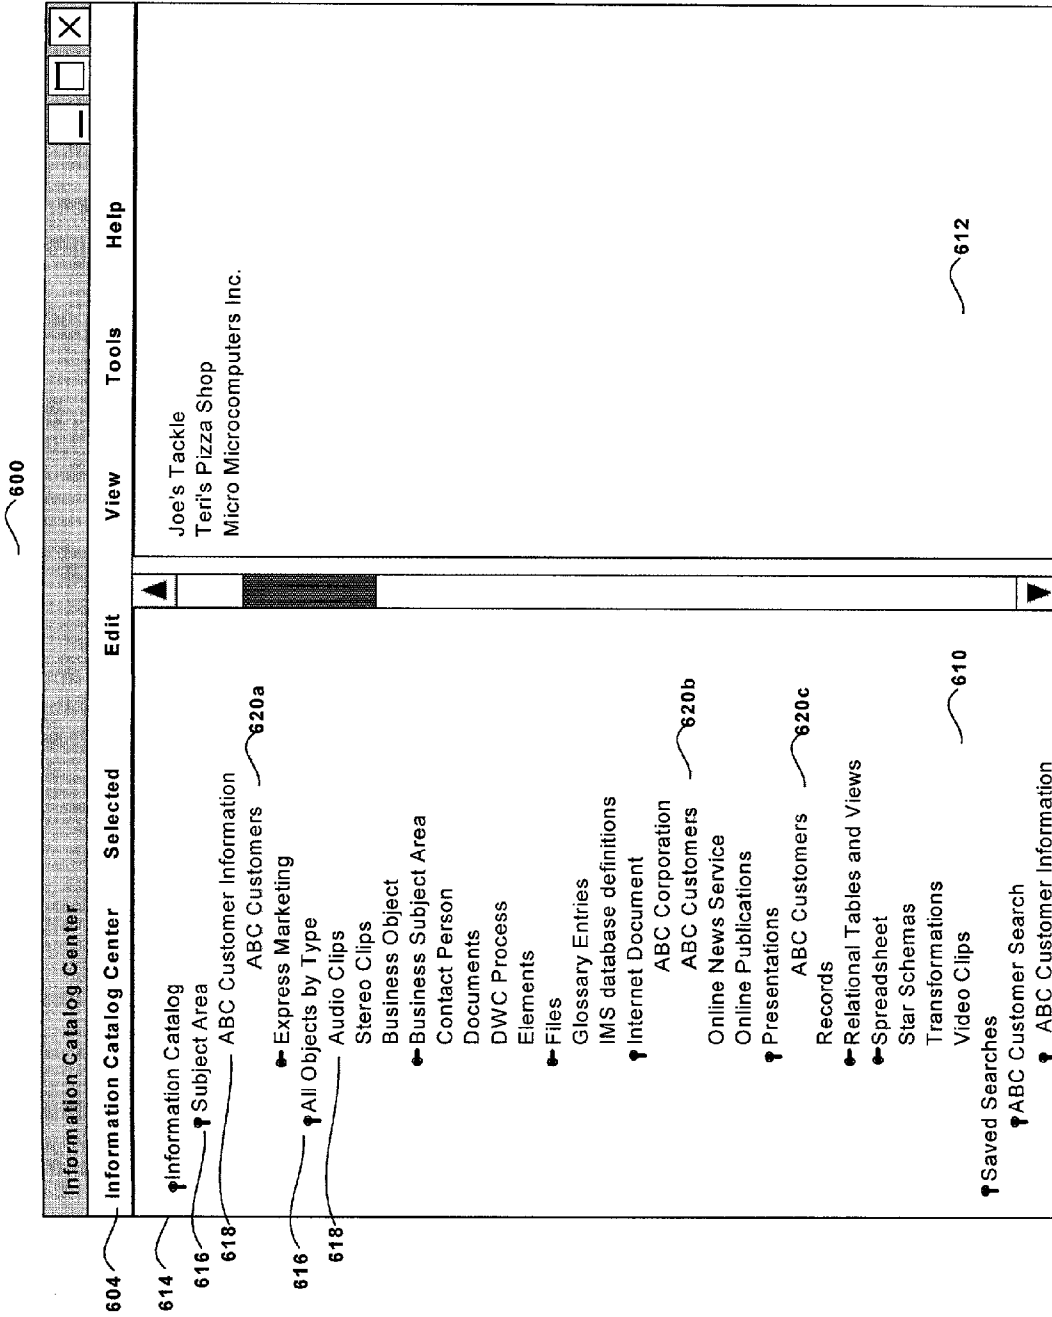 600
Information Catalog Center
604
Information Catalog Center Selected Edit View Tools Help
614
Information Catalog
616
Subject Area
618
ABC Customer Information
ABC Customers
620a
Express Marketing
616
All Objects by Type
618
Audio Clips
Stereo Clips
Business Object
Business Subject Area
Contact Person
Documents
DWC Process
Elements
Files
Glossary Entries
IMS database definitions
Internet Document
ABC Corporation
ABC Customers
620b
Online News Service
Online Publications
Presentations
ABC Customers
620c
Records
Relational Tables and Views
Spreadsheet
Star Schemas
Transformations
Video Clips
610
Saved Searches
ABC Customer Search
ABC Customer Information
Joe's Tackle
Teri's Pizza Shop
Micro Microcomputers Inc.
612